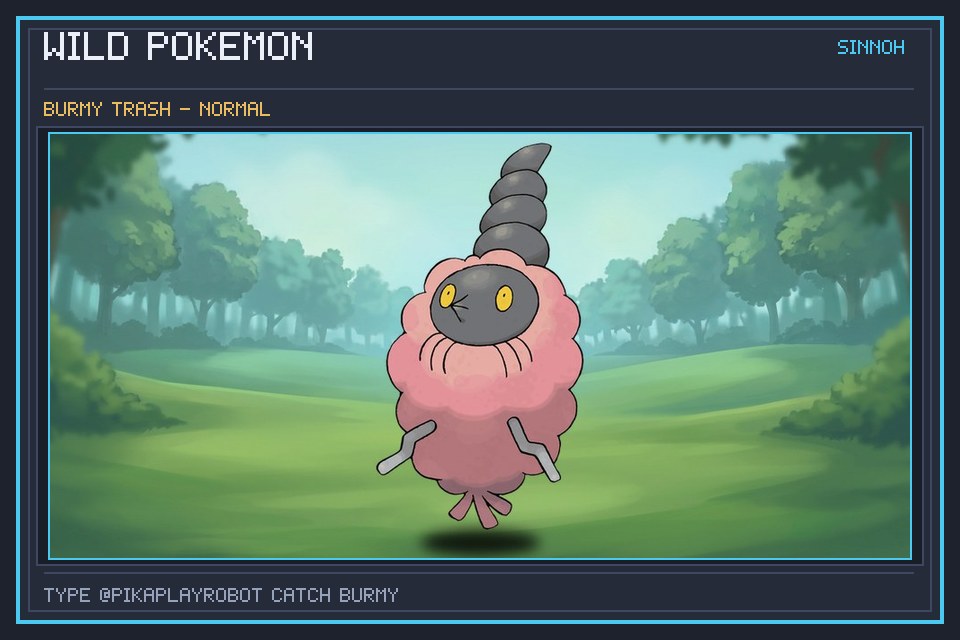 WILD POKEMON
SINNOH
BURMY TRASH - NORMAL
TYPE @PIKAPLAYROBOT CATCH BURMY